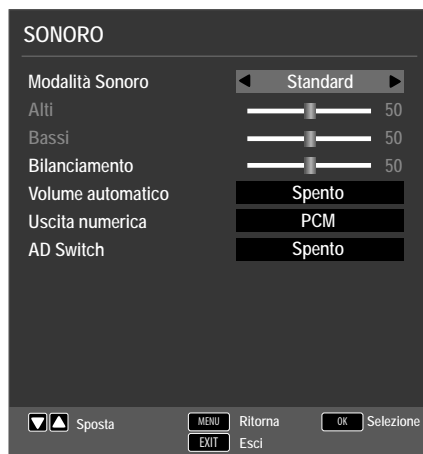 SONORO
Modalità Sonoro Standard
Alti 50
Bassi 50
Bilanciamento 50
Volume automatico Spento
Uscita numerica PCM
AD Switch Spento
Sposta MENU Ritorna OK Selezione
EXIT Esci